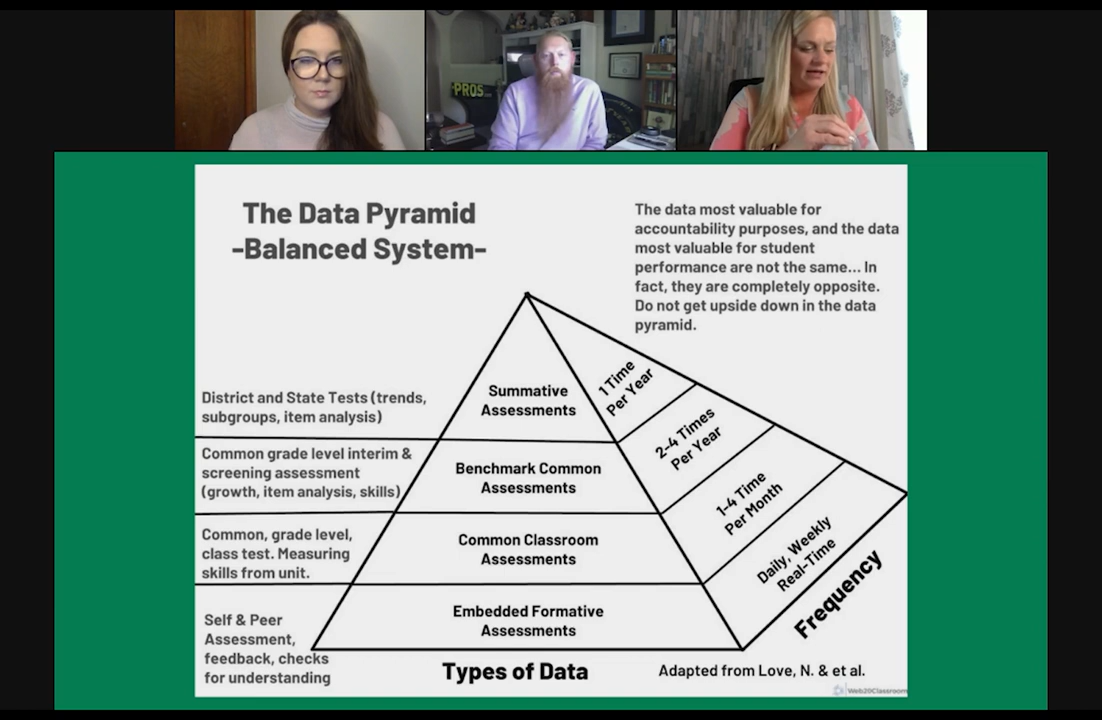 PROS
The Data Pyramid
-Balanced System-
The data most valuable for
accountability purposes, and the data
most valuable for student
performance are not the same... In
fact, they are completely opposite.
Do not get upside down in the data
pyramid.
District and State Tests (trends,
subgroups, item analysis)
Summative
Assessments
1 Time
Per Year
Common grade level interim &
screening assessment
(growth, item analysis, skills)
Benchmark Common
Assessments
2-4 Times
Per Year
Common, grade level,
class test. Measuring
skills from unit.
Common Classroom
Assessments
1-4 Time
Per Month
Self & Peer
Assessment,
feedback, checks
for understanding
Embedded Formative
Assessments
Daily, Weekly
Real-Time
Frequency
Types of Data
Adapted from Love, N. & et al.
Web20Classroom